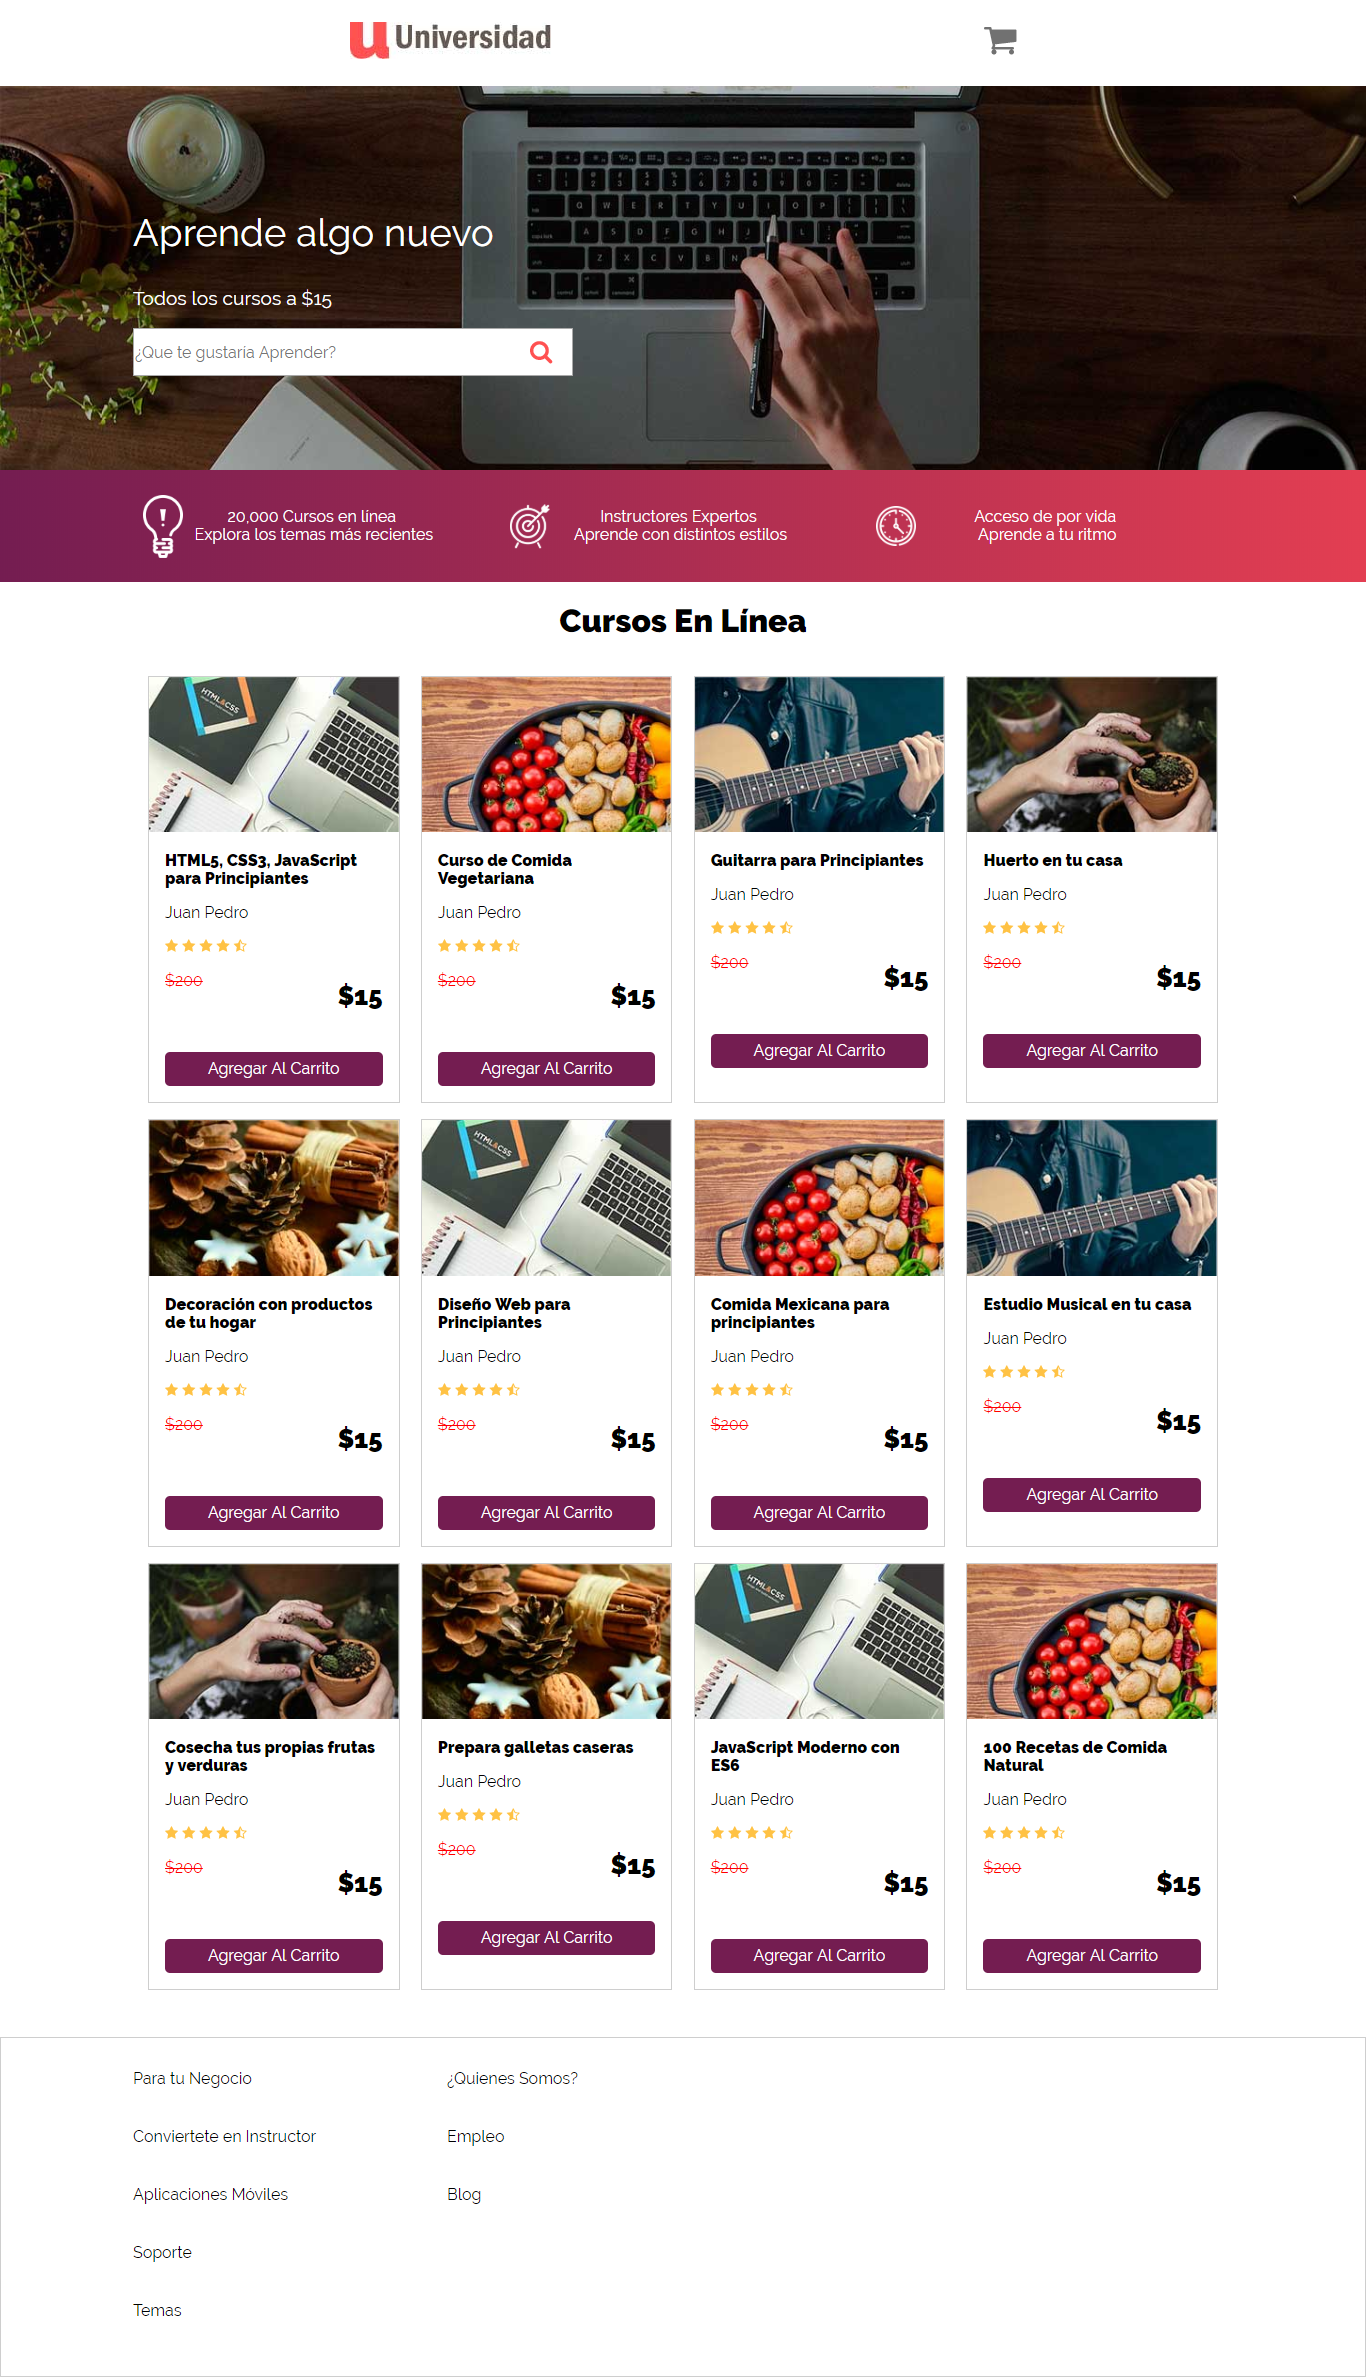 u Universidad
Aprende algo nuevo
Todos los cursos a $15
¿Que te gustaría Aprender?
20,000 Cursos en línea
Explora los temas más recientes
Instructores Expertos
Aprende con distintos estilos
Acceso de por vida
Aprende a tu ritmo
Cursos En Línea
HTML&CSS
HTML5, CSS3, JavaScript
para Principiantes
Juan Pedro
$200
$15
Agregar Al Carrito
Curso de Comida
Vegetariana
Juan Pedro
$200
$15
Agregar Al Carrito
Guitarra para Principiantes
Juan Pedro
$200
$15
Agregar Al Carrito
Huerto en tu casa
Juan Pedro
$200
$15
Agregar Al Carrito
Decoración con productos
de tu hogar
Juan Pedro
$200
$15
Agregar Al Carrito
HTML&CSS
Diseño Web para
Principiantes
Juan Pedro
$200
$15
Agregar Al Carrito
Comida Mexicana para
principiantes
Juan Pedro
$200
$15
Agregar Al Carrito
Estudio Musical en tu casa
Juan Pedro
$200
$15
Agregar Al Carrito
Cosecha tus propias frutas
y verduras
Juan Pedro
$200
$15
Agregar Al Carrito
Prepara galletas caseras
Juan Pedro
$200
$15
Agregar Al Carrito
HTML&CSS
JavaScript Moderno con
ES6
Juan Pedro
$200
$15
Agregar Al Carrito
100 Recetas de Comida
Natural
Juan Pedro
$200
$15
Agregar Al Carrito
Para tu Negocio
Conviertete en Instructor
Aplicaciones Móviles
Soporte
Temas
¿Quienes Somos?
Empleo
Blog